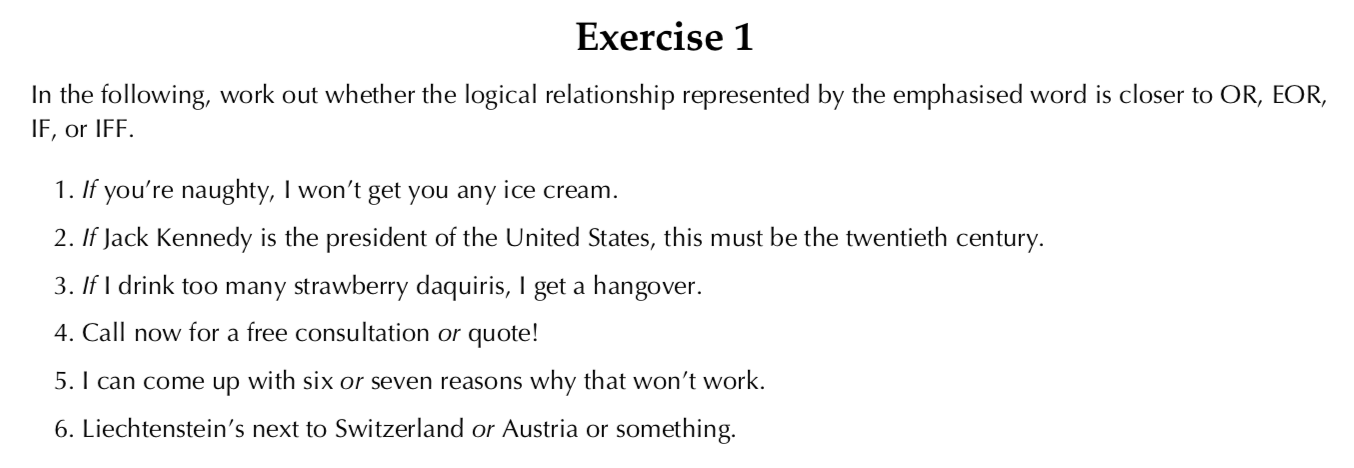 Exercise 1
In the following, work out whether the logical relationship represented by the emphasised word is closer to OR, EOR,
IF, or IFF.
1. If you’re naughty, I won’t get you any ice cream.
2. If Jack Kennedy is the president of the United States, this must be the twentieth century.
3. If I drink too many strawberry daquiris, I get a hangover.
4. Call now for a free consultation or quote!
5. I can come up with six or seven reasons why that won’t work.
6. Liechtenstein’s next to Switzerland or Austria or something.